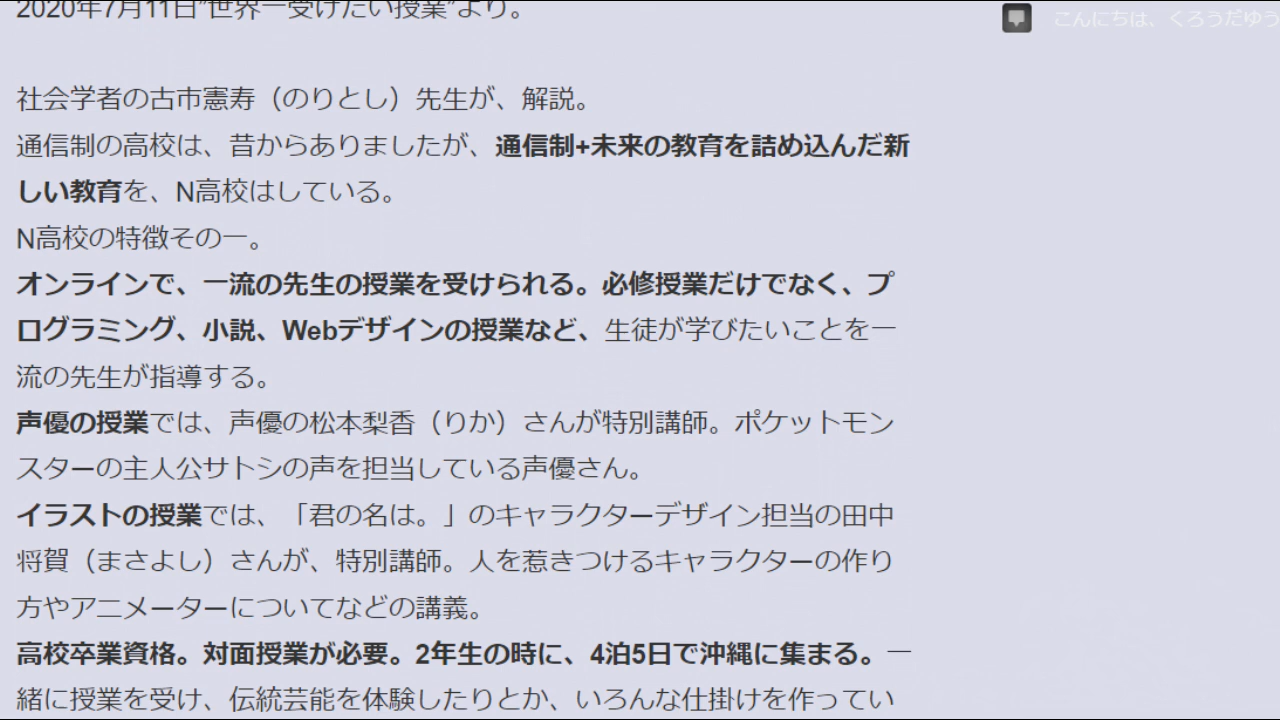 2020年7月11日”世界一受けたい授業”より。
こんにちは、くろうだゆう
社会学者の古市憲寿（のりとし）先生が、解説。
通信制の高校は、昔からありましたが、通信制+未来の教育を詰め込んだ新
しい教育を、N高校はしている。
N高校の特徴その一。
オンラインで、一流の先生の授業を受けられる。必修授業だけでなく、プ
ログラミング、小説、Webデザインの授業など、生徒が学びたいことを一
流の先生が指導する。
声優の授業では、声優の松本梨香（りか）さんが特別講師。ポケットモン
スターの主人公サトシの声を担当している声優さん。
イラストの授業では、「君の名は。」のキャラクターデザイン担当の田中
将賀（まさよし）さんが、特別講師。人を惹きつけるキャラクターの作り
方やアニメーターについてなどの講義。
高校卒業資格。対面授業が必要。2年生の時に、4泊5日で沖縄に集まる。一
緒に授業を受け、伝統芸能を体験したりとか、いろんな仕掛けを作ってい